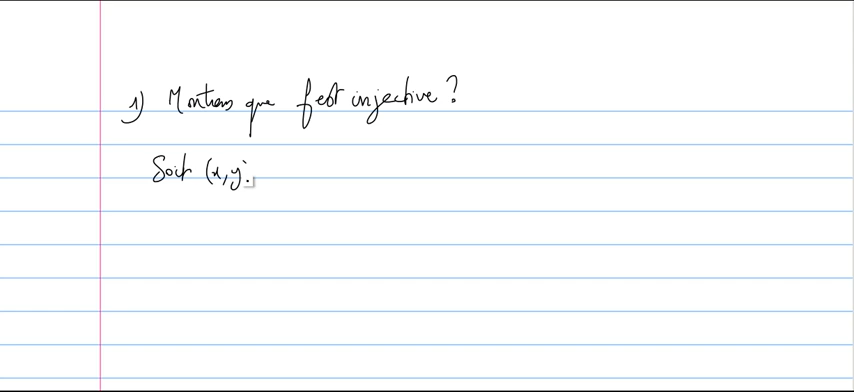 1) Montrons que f est injective ?
Soit (x, y)